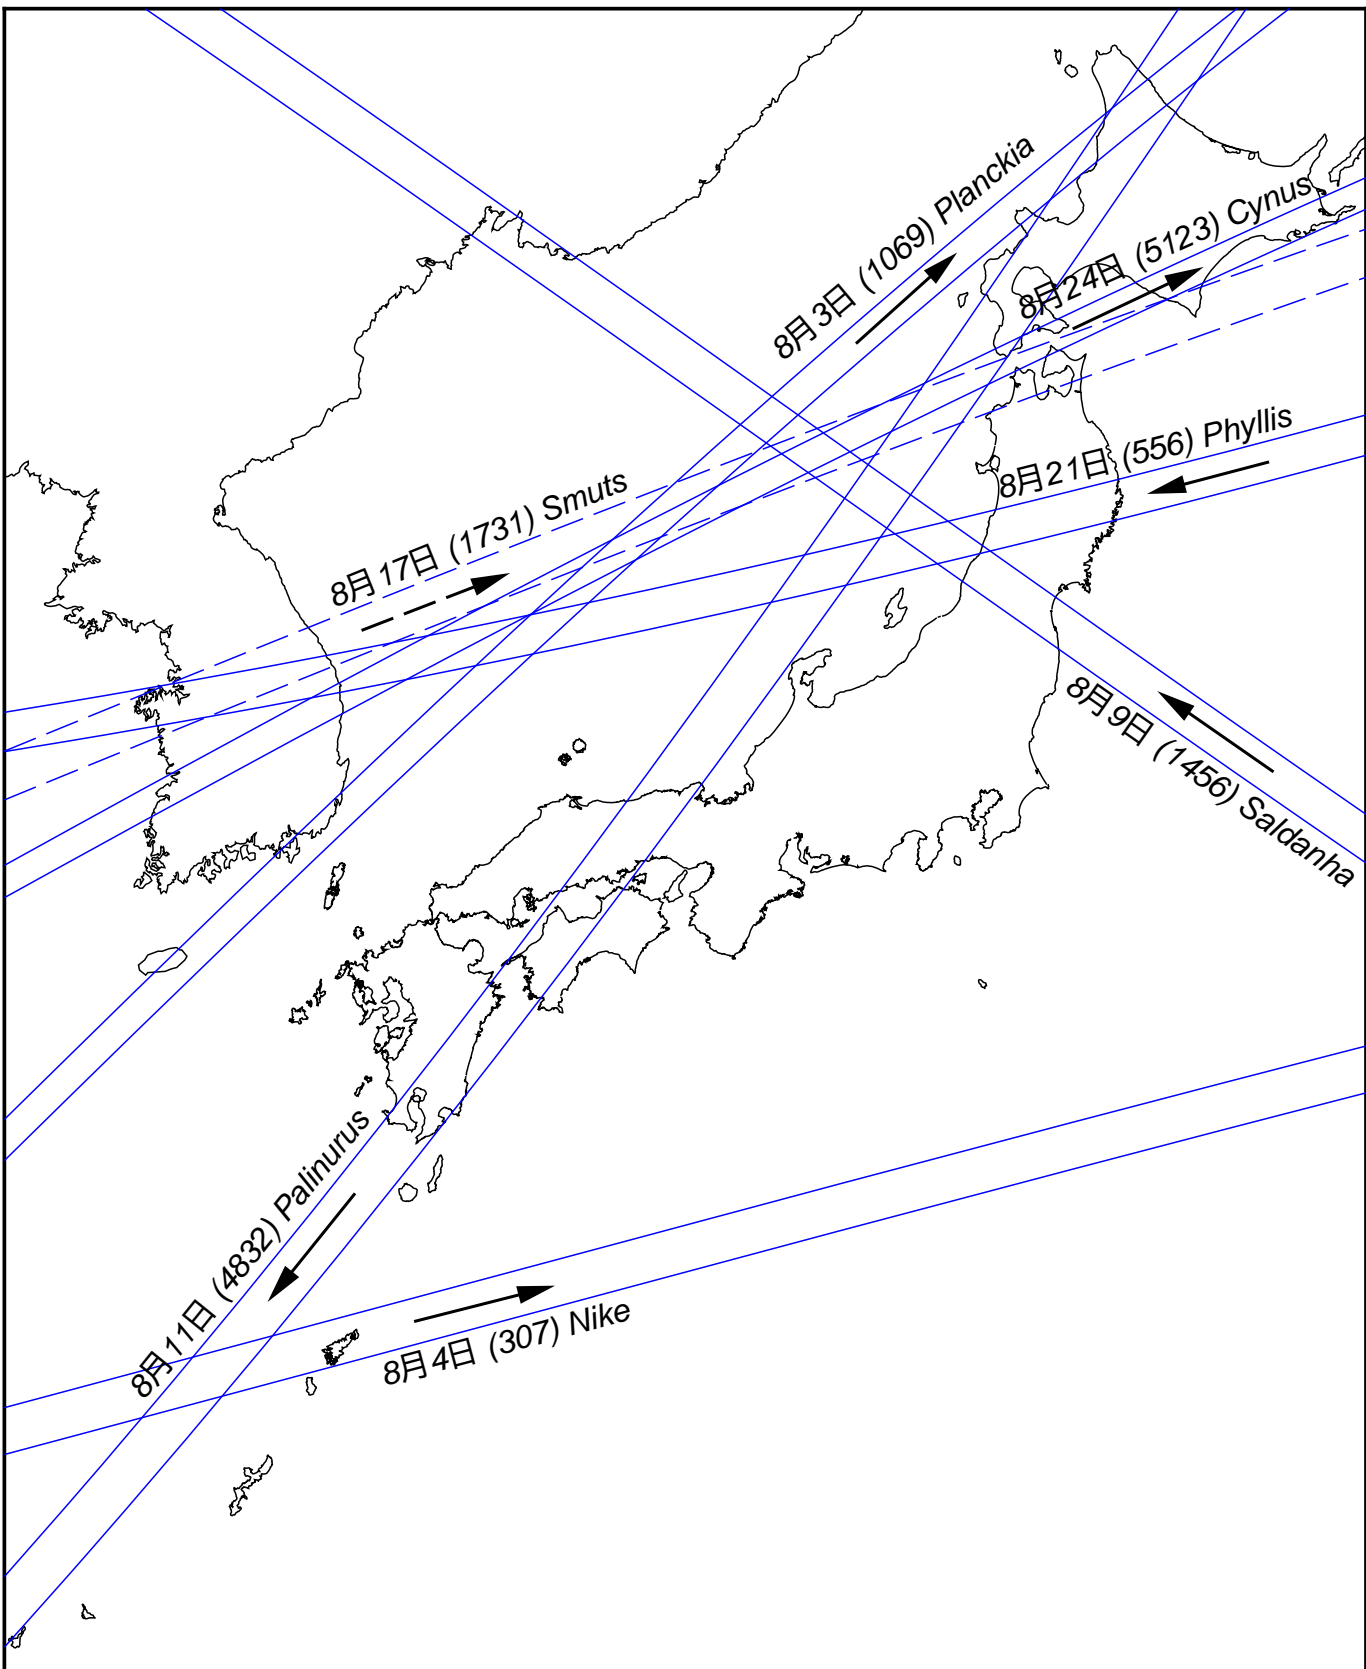 8月3日 (1069) Planckia
8月24日 (5123) Cynus
8月21日 (556) Phyllis
8月17日 (1731) Smuts
8月9日 (1456) Saldanha
8月11日 (4832) Palinurus
8月4日 (307) Nike